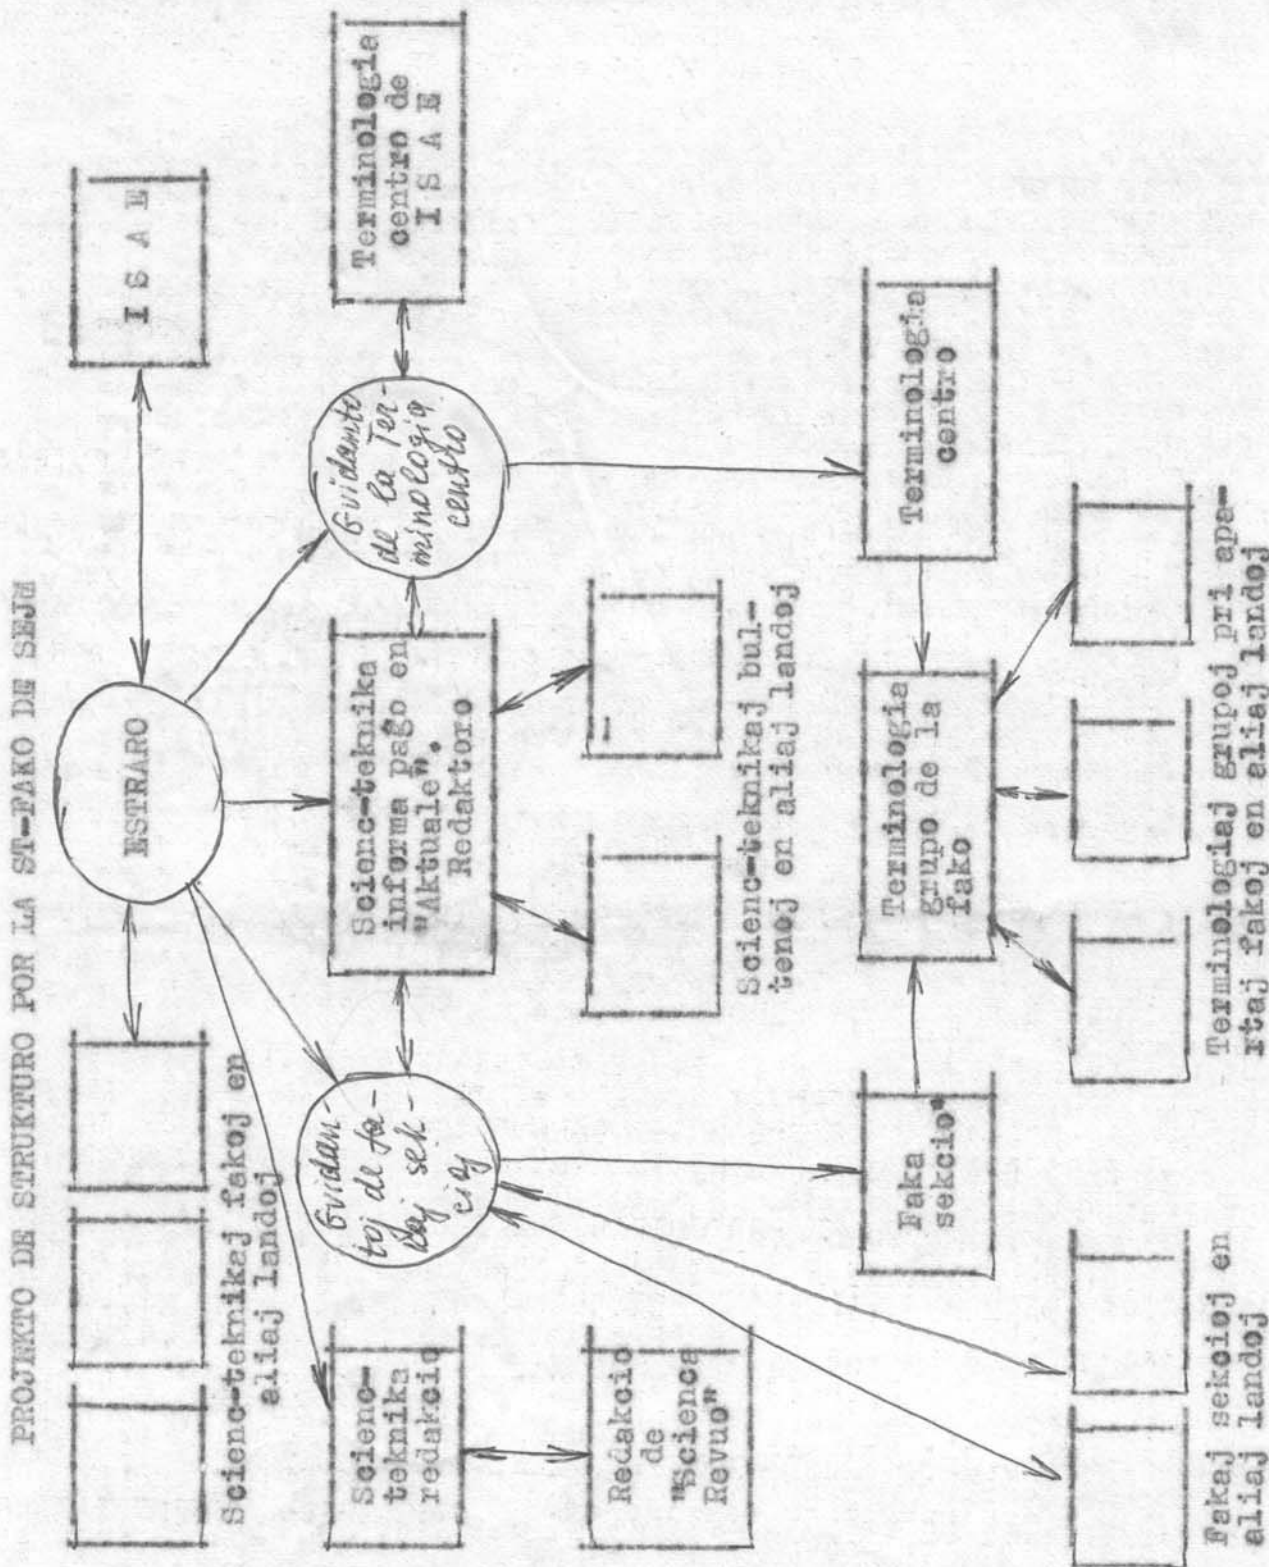 PROJEKTO DE STRUKTURO POR LA ST-FAKO DE SEJM
ESTRARO
I S A E
Scienc-teknikaj fakoj en
aliaj landoj
Scienc-
teknika
redakcio
Guidan-
toj de fa-
kaj sek-
cioj
Scienc-teknika
informa paĝo en
"Aktuale".
Redaktoro
Gvidanto
de la Ter-
minologia
centro
Terminologia
centro de
I S A E
Redakcio
de
"Scienca
Revuo"
Scienc-teknikaj bul-
tenoj en aliaj landoj
Faka
sekcio"
Terminologia
grupo de la
fako
Terminologia
centro
Fakaj sekcioj en
aliaj landoj
Terminologiaj grupoj pri apa-
rtaj fakoj en aliaj landoj